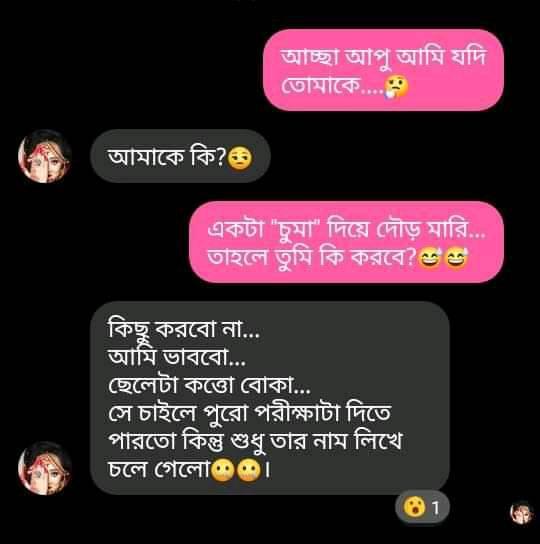 আচ্ছা আপু আমি যদি
তোমাকে....🤔
আমাকে কি?😒
একটা "চুমা" দিয়ে দৌড় মারি...
তাহলে তুমি কি করবে?😅😅
কিছু করবো না...
আমি ভাববো...
ছেলেটা কত্তো বোকা...
সে চাইলে পুরো পরীক্ষাটা দিতে
পারতো কিন্তু শুধু তার নাম লিখে
চলে গেলো😬😬।
😮 1